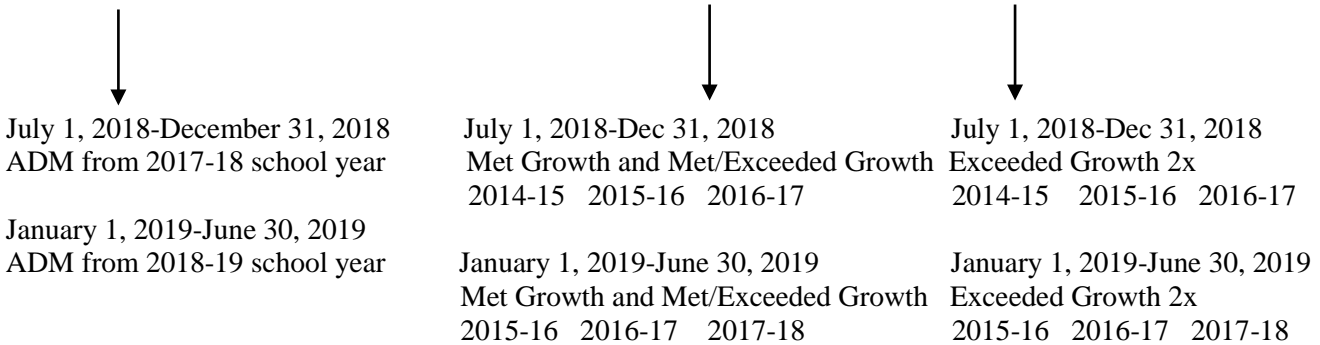 July 1, 2018-December 31, 2018
ADM from 2017-18 school year
January 1, 2019-June 30, 2019
ADM from 2018-19 school year
July 1, 2018-Dec 31, 2018
Met Growth and Met/Exceeded Growth
2014-15 2015-16 2016-17
January 1, 2019-June 30, 2019
Met Growth and Met/Exceeded Growth
2015-16 2016-17 2017-18
July 1, 2018-Dec 31, 2018
Exceeded Growth 2x
2014-15 2015-16 2016-17
January 1, 2019-June 30, 2019
Exceeded Growth 2x
2015-16 2016-17 2017-18